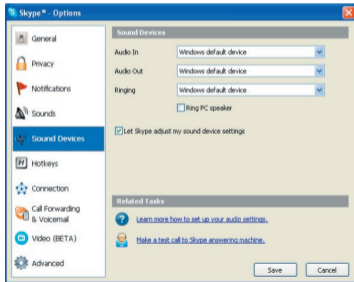 Skype™ - Options
General
Privacy
Notifications
Sounds
Sound Devices
Hotkeys
Connection
Call Forwarding
& Voicemail
Video (BETA)
Advanced
Sound Devices
Audio In
Windows default device
Audio Out
Windows default device
Ringing
Windows default device
Ring PC speaker
Let Skype adjust my sound device settings
Related Tasks
Learn more how to set up your audio settings.
Make a test call to Skype answering machine.
Save
Cancel